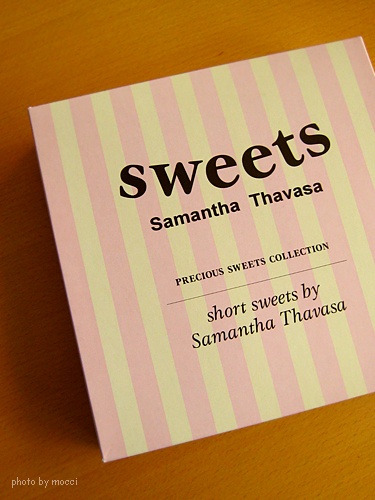 sweets
Samantha Thavasa
PRECIOUS SWEETS COLLECTION
short sweets by
Samantha Thavasa
photo by mocci